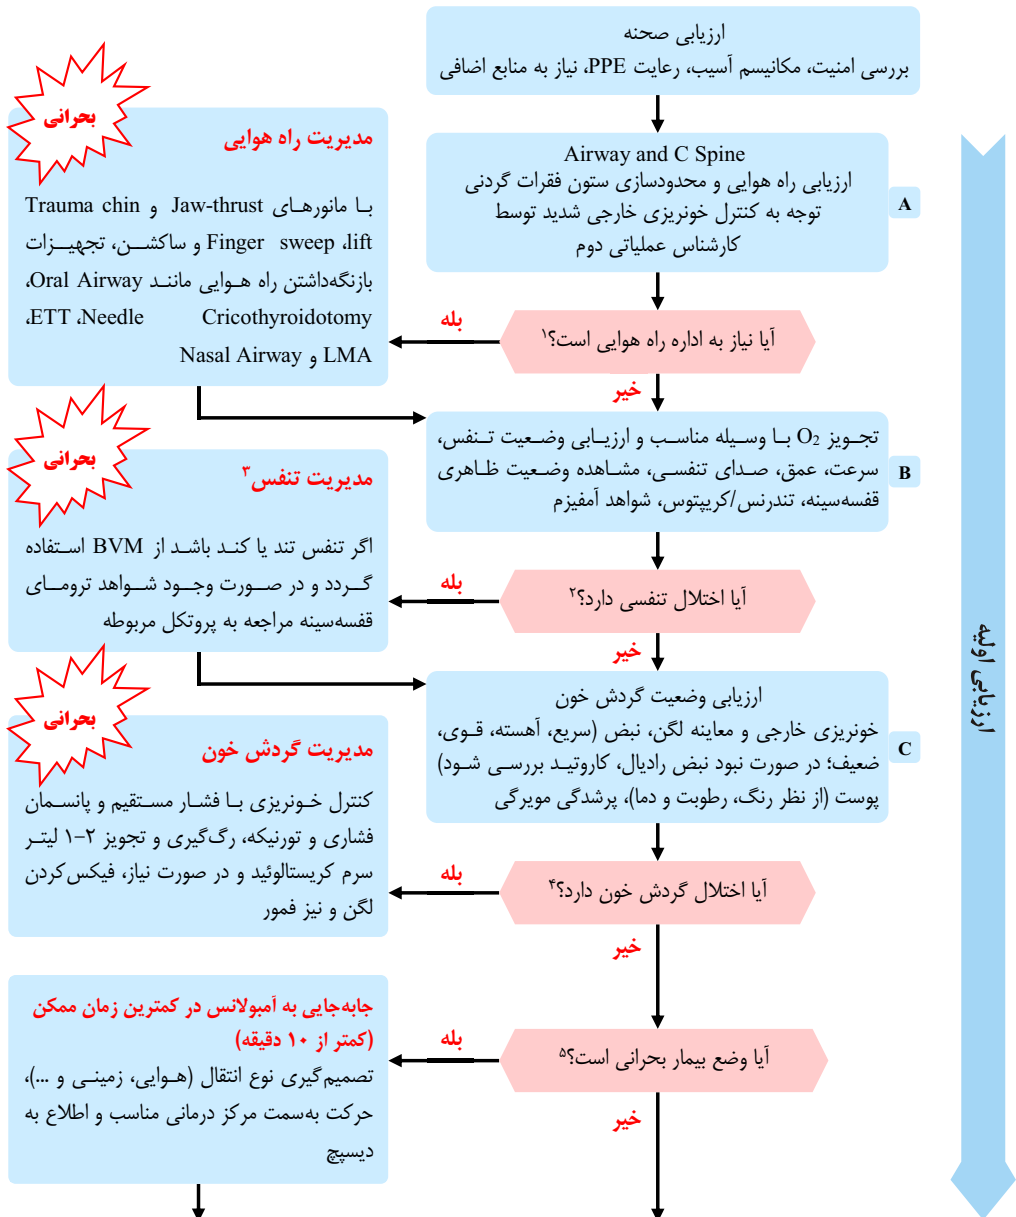 ارزیابی صحنه
بررسی امنیت، مکانیسم آسیب، رعایت PPE، نیاز به منابع اضافی
Airway and C Spine
ارزیابی راه هوایی و محدودسازی ستون فقرات گردنی
توجه به کنترل خونریزی خارجی شدید توسط
کارشناس عملیاتی دوم
A
آیا نیاز به اداره راه هوایی است؟۱
بله
خیر
بحرانی
مدیریت راه هوایی
با مانورهای Jaw-thrust و Trauma chin
lift، Finger sweep و ساکشن، تجهیزات
بازنگه‌داشتن راه هوایی مانند Oral Airway،
ETT، Needle Cricothyroidotomy،
LMA و Nasal Airway
تجویز O₂ با وسیله مناسب و ارزیابی وضعیت تنفس،
سرعت، عمق، صدای تنفسی، مشاهده وضعیت ظاهری
قفسه‌سینه، تندرنس/کریپتوس، شواهد آمفیزم
B
آیا اختلال تنفسی دارد؟۲
بله
خیر
بحرانی
مدیریت تنفس۳
اگر تنفس تند یا کند باشد از BVM استفاده
گردد و در صورت وجود شواهد ترومای
قفسه‌سینه مراجعه به پروتکل مربوطه
ارزیابی وضعیت گردش خون
خونریزی خارجی و معاینه لگن، نبض (سریع، آهسته، قوی،
ضعیف؛ در صورت نبود نبض رادیال، کاروتید بررسی شود)
پوست (از نظر رنگ، رطوبت و دما)، پرشدگی مویرگی
C
آیا اختلال گردش خون دارد؟۴
بله
خیر
بحرانی
مدیریت گردش خون
کنترل خونریزی با فشار مستقیم و پانسمان
فشاری و تورنیکه، رگ‌گیری و تجویز ۲–۱ لیتر
سرم کریستالوئید و در صورت نیاز، فیکس‌کردن
لگن و نیز فمور
آیا وضع بیمار بحرانی است؟۵
بله
خیر
جابه‌جایی به آمبولانس در کمترین زمان ممکن
(کمتر از ۱۰ دقیقه)
تصمیم‌گیری نوع انتقال (هوایی، زمینی و ...)،
حرکت به‌سمت مرکز درمانی مناسب و اطلاع به
دیسپچ
ارزیابی اولیه